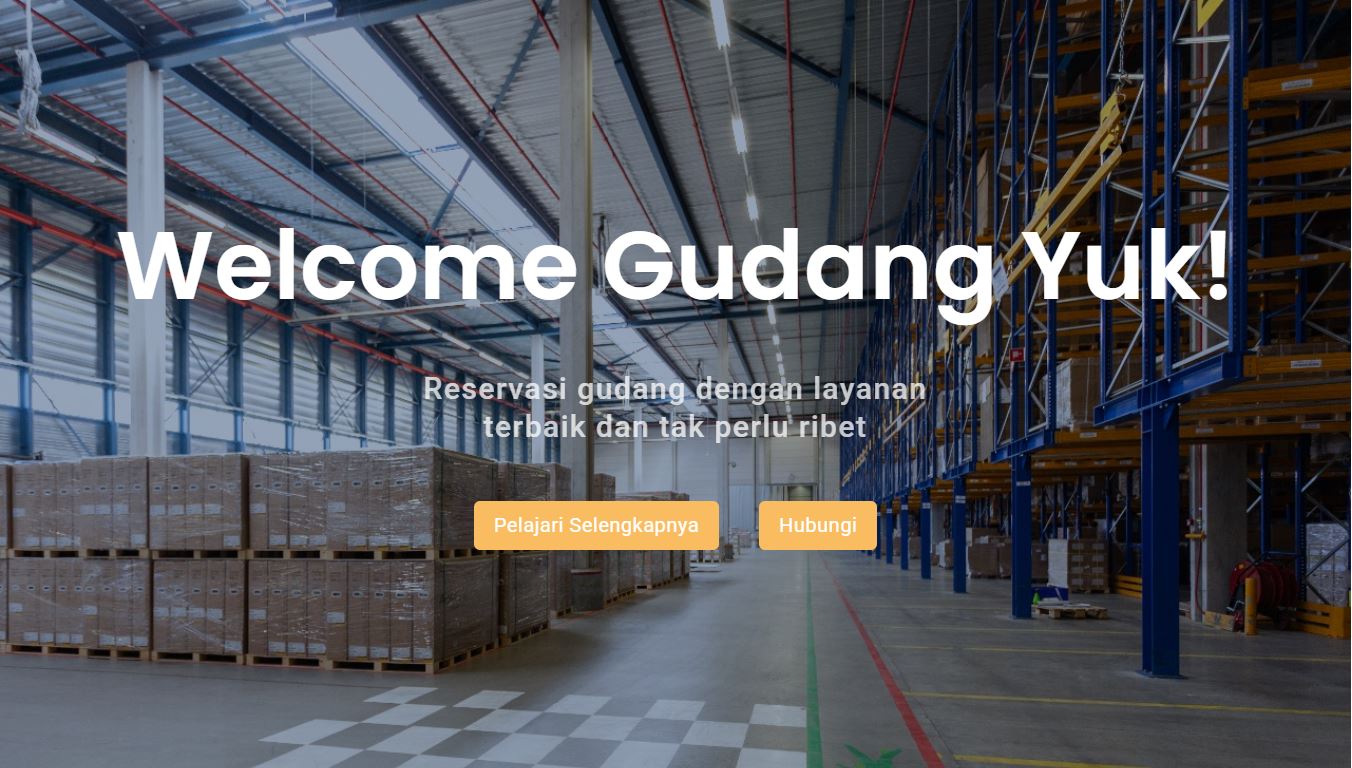 Welcome Gudang Yuk!
Reservasi gudang dengan layanan
terbaik dan tak perlu ribet
Pelajari Selengkapnya
Hubungi